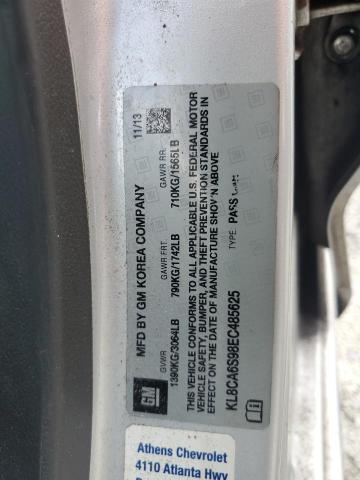 MFD BY GM KOREA COMPANY 11/13
GVWR GAWR FRT. GAWR RR.
1390KG/3064LB 790KG/1742LB 710KG/1565LB
THIS VEHICLE CONFORMS TO ALL APPLICABLE U.S. FEDERAL MOTOR
VEHICLE SAFETY, BUMPER, AND THEFT PREVENTION STANDARDS IN
EFFECT ON THE DATE OF MANUFACTURE SHOWN ABOVE
TYPE: PASS
KL8CA6S98EC485625
GM
Athens Chevrolet
4110 Atlanta Hwy